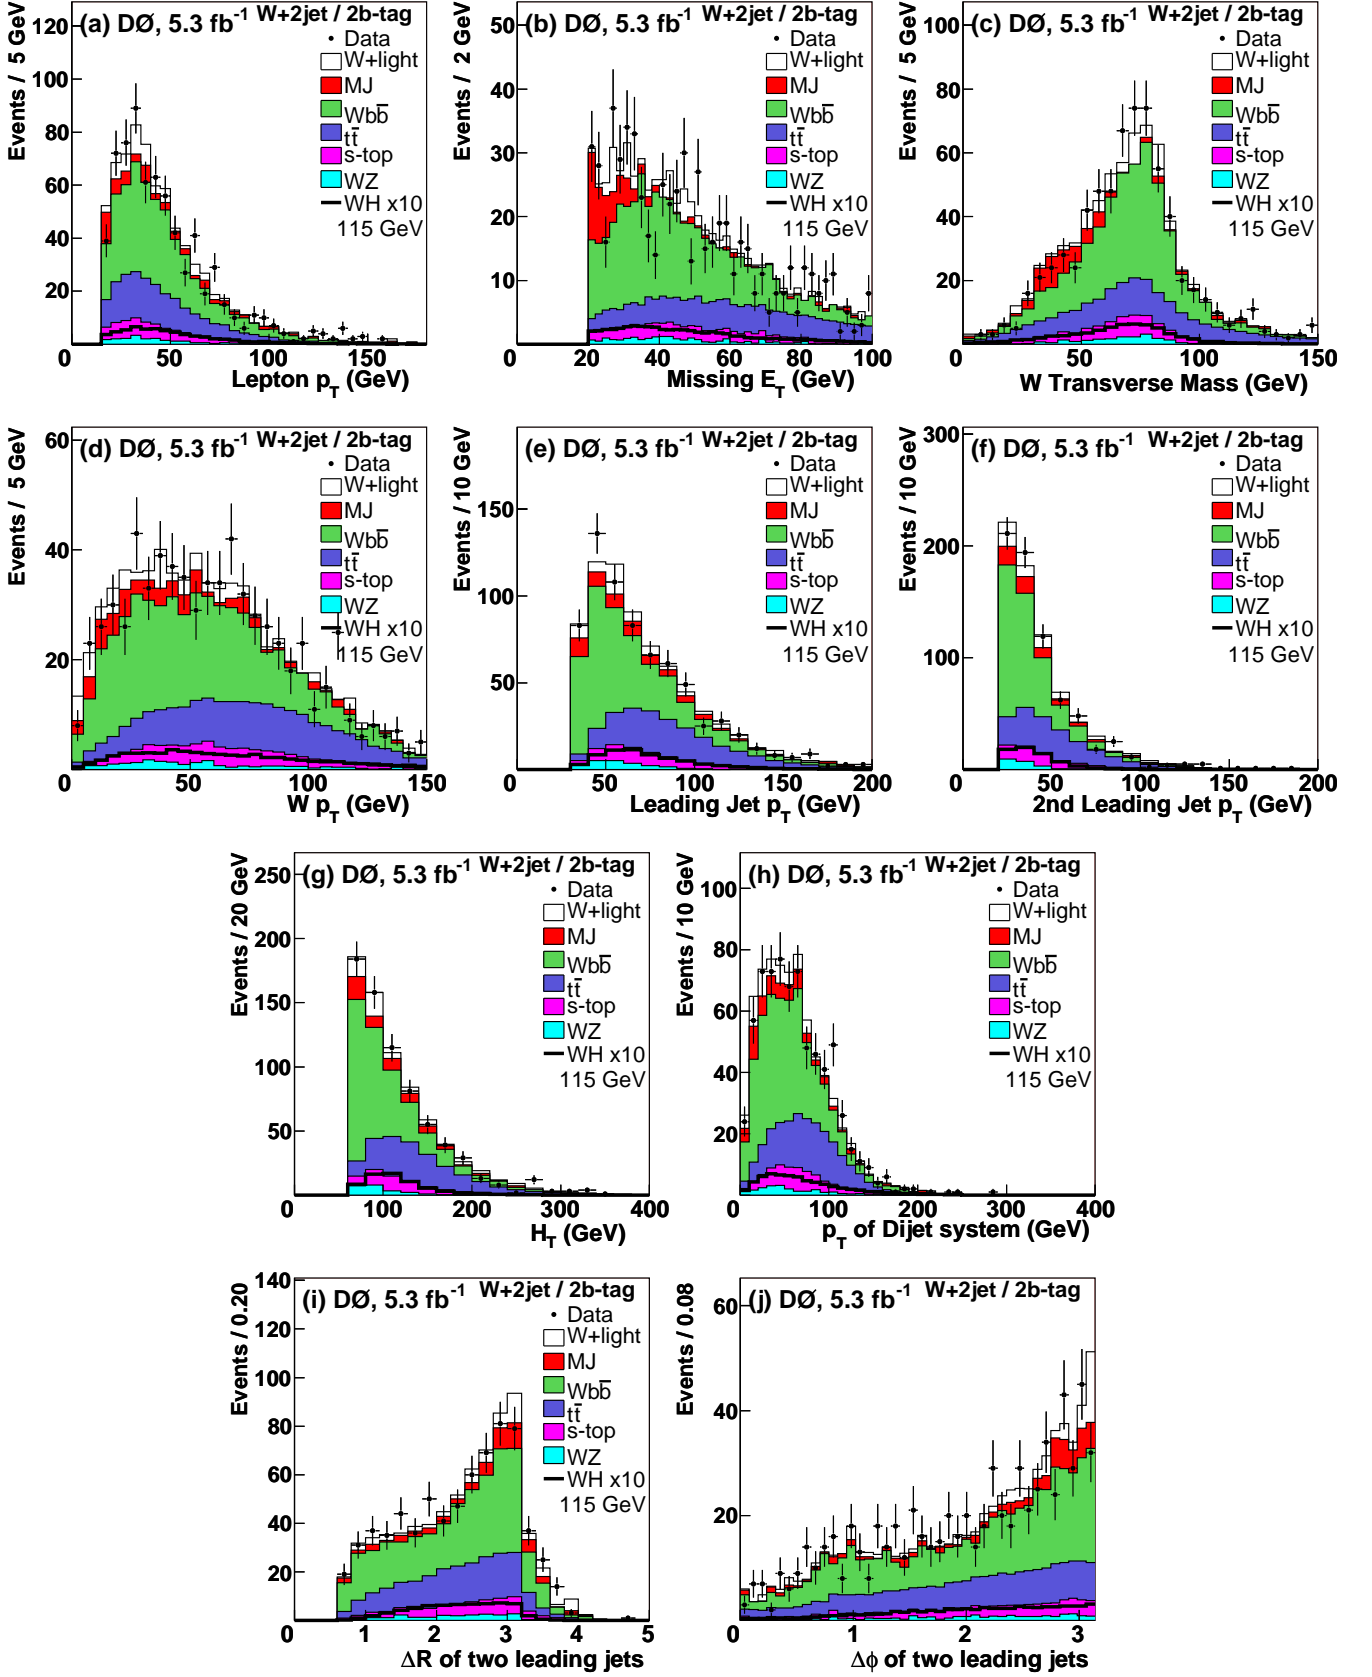 (a) DØ, 5.3 fb-1 W+2jet / 2b-tag
Data
W+light
MJ
Wbb̄
tt̄
s-top
WZ
WH x10
115 GeV
Events / 5 GeV
120
100
80
60
40
20
0 50 100 150
Lepton pT (GeV)
(b) DØ, 5.3 fb-1 W+2jet / 2b-tag
Data
W+light
MJ
Wbb̄
tt̄
s-top
WZ
WH x10
115 GeV
Events / 2 GeV
50
40
30
20
10
0 20 40 60 80 100
Missing ET (GeV)
(c) DØ, 5.3 fb-1 W+2jet / 2b-tag
Data
W+light
MJ
Wbb̄
tt̄
s-top
WZ
WH x10
115 GeV
Events / 5 GeV
100
80
60
40
20
0 50 100 150
W Transverse Mass (GeV)
(d) DØ, 5.3 fb-1 W+2jet / 2b-tag
Data
W+light
MJ
Wbb̄
tt̄
s-top
WZ
WH x10
115 GeV
Events / 5 GeV
60
40
20
0 50 100 150
W pT (GeV)
(e) DØ, 5.3 fb-1 W+2jet / 2b-tag
Data
W+light
MJ
Wbb̄
tt̄
s-top
WZ
WH x10
115 GeV
Events / 10 GeV
150
100
50
0 50 100 150 200
Leading Jet pT (GeV)
(f) DØ, 5.3 fb-1 W+2jet / 2b-tag
Data
W+light
MJ
Wbb̄
tt̄
s-top
WZ
WH x10
115 GeV
Events / 10 GeV
300
200
100
0 50 100 150 200
2nd Leading Jet pT (GeV)
(g) DØ, 5.3 fb-1 W+2jet / 2b-tag
Data
W+light
MJ
Wbb̄
tt̄
s-top
WZ
WH x10
115 GeV
Events / 20 GeV
250
200
150
100
50
0 100 200 300 400
HT (GeV)
(h) DØ, 5.3 fb-1 W+2jet / 2b-tag
Data
W+light
MJ
Wbb̄
tt̄
s-top
WZ
WH x10
115 GeV
Events / 10 GeV
100
80
60
40
20
0 100 200 300 400
pT of Dijet system (GeV)
(i) DØ, 5.3 fb-1 W+2jet / 2b-tag
Data
W+light
MJ
Wbb̄
tt̄
s-top
WZ
WH x10
115 GeV
Events / 0.20
140
120
100
80
60
40
20
0 1 2 3 4 5
ΔR of two leading jets
(j) DØ, 5.3 fb-1 W+2jet / 2b-tag
Events / 0.08
60
40
20
0 1 2 3
Δϕ of two leading jets